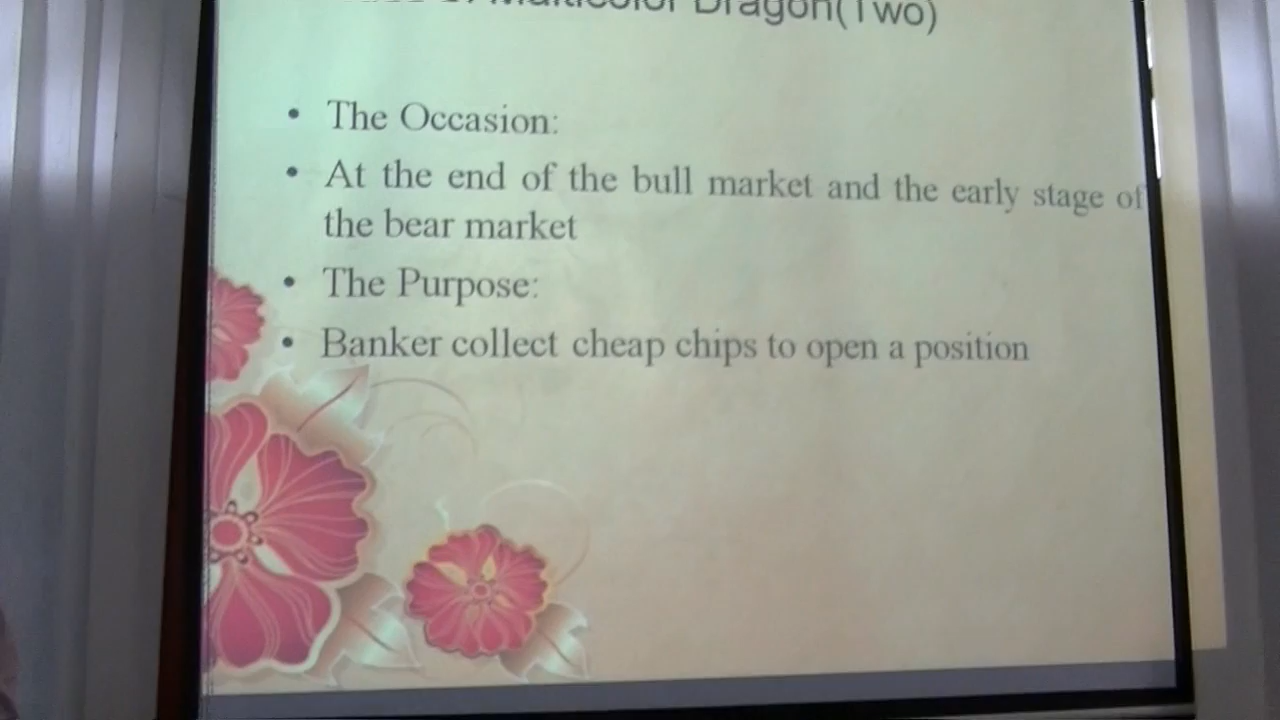 Multicolor Dragon(Two)
• The Occasion:
• At the end of the bull market and the early stage of
the bear market
• The Purpose:
• Banker collect cheap chips to open a position